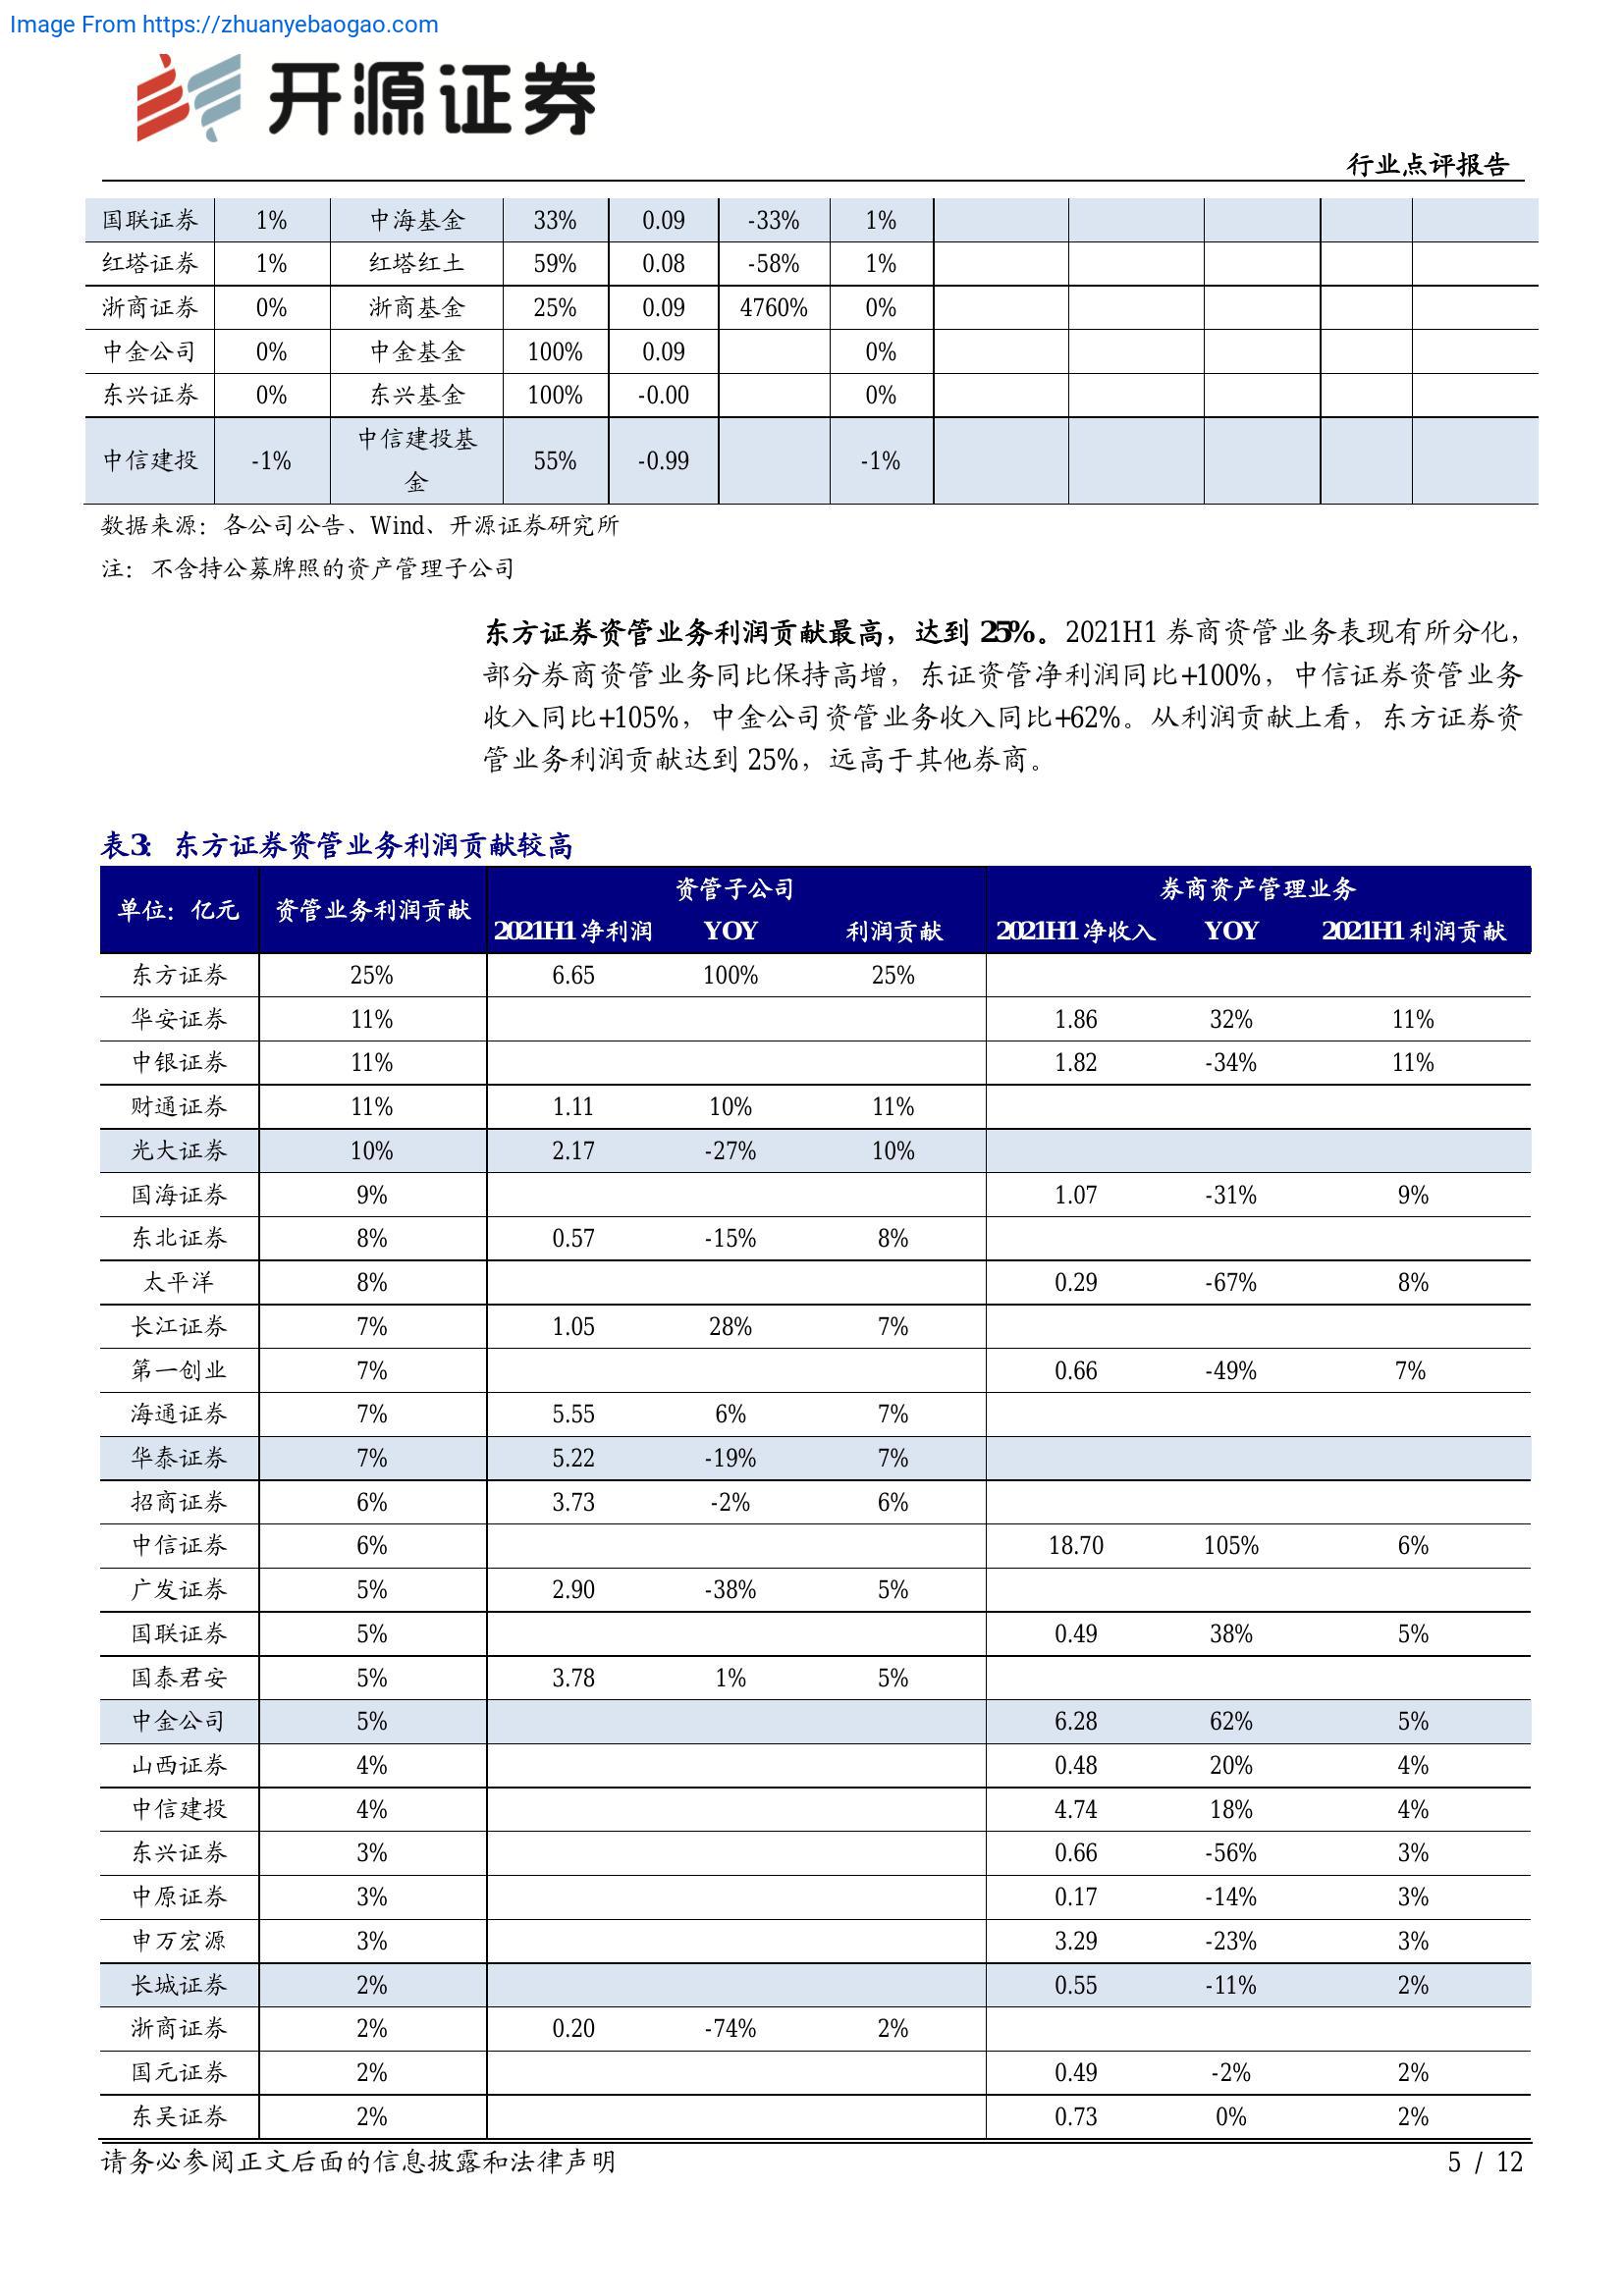 Image From https://zhuanyebaogao.com
开源证券
行业点评报告
国联证券 1% 中海基金 33% 0.09 -33% 1%
红塔证券 1% 红塔红土 59% 0.08 -58% 1%
浙商证券 0% 浙商基金 25% 0.09 4760% 0%
中金公司 0% 中金基金 100% 0.09 0%
东兴证券 0% 东兴基金 100% -0.00 0%
中信建投 -1% 中信建投基金 55% -0.99 -1%
数据来源：各公司公告、Wind、开源证券研究所
注：不含持公募牌照的资产管理子公司
东方证券资管业务利润贡献最高，达到 25%。2021H1 券商资管业务表现有所分化，
部分券商资管业务同比保持高增，东证资管净利润同比+100%，中信证券资管业务
收入同比+105%，中金公司资管业务收入同比+62%。从利润贡献上看，东方证券资
管业务利润贡献达到 25%，远高于其他券商。
表3：东方证券资管业务利润贡献较高
单位：亿元 资管业务利润贡献 资管子公司 券商资产管理业务
2021H1 净利润 YOY 利润贡献 2021H1 净收入 YOY 2021H1 利润贡献
东方证券 25% 6.65 100% 25%
华安证券 11% 1.86 32% 11%
中银证券 11% 1.82 -34% 11%
财通证券 11% 1.11 10% 11%
光大证券 10% 2.17 -27% 10%
国海证券 9% 1.07 -31% 9%
东北证券 8% 0.57 -15% 8%
太平洋 8% 0.29 -67% 8%
长江证券 7% 1.05 28% 7%
第一创业 7% 0.66 -49% 7%
海通证券 7% 5.55 6% 7%
华泰证券 7% 5.22 -19% 7%
招商证券 6% 3.73 -2% 6%
中信证券 6% 18.70 105% 6%
广发证券 5% 2.90 -38% 5%
国联证券 5% 0.49 38% 5%
国泰君安 5% 3.78 1% 5%
中金公司 5% 6.28 62% 5%
山西证券 4% 0.48 20% 4%
中信建投 4% 4.74 18% 4%
东兴证券 3% 0.66 -56% 3%
中原证券 3% 0.17 -14% 3%
申万宏源 3% 3.29 -23% 3%
长城证券 2% 0.55 -11% 2%
浙商证券 2% 0.20 -74% 2%
国元证券 2% 0.49 -2% 2%
东吴证券 2% 0.73 0% 2%
请务必参阅正文后面的信息披露和法律声明
5 / 12